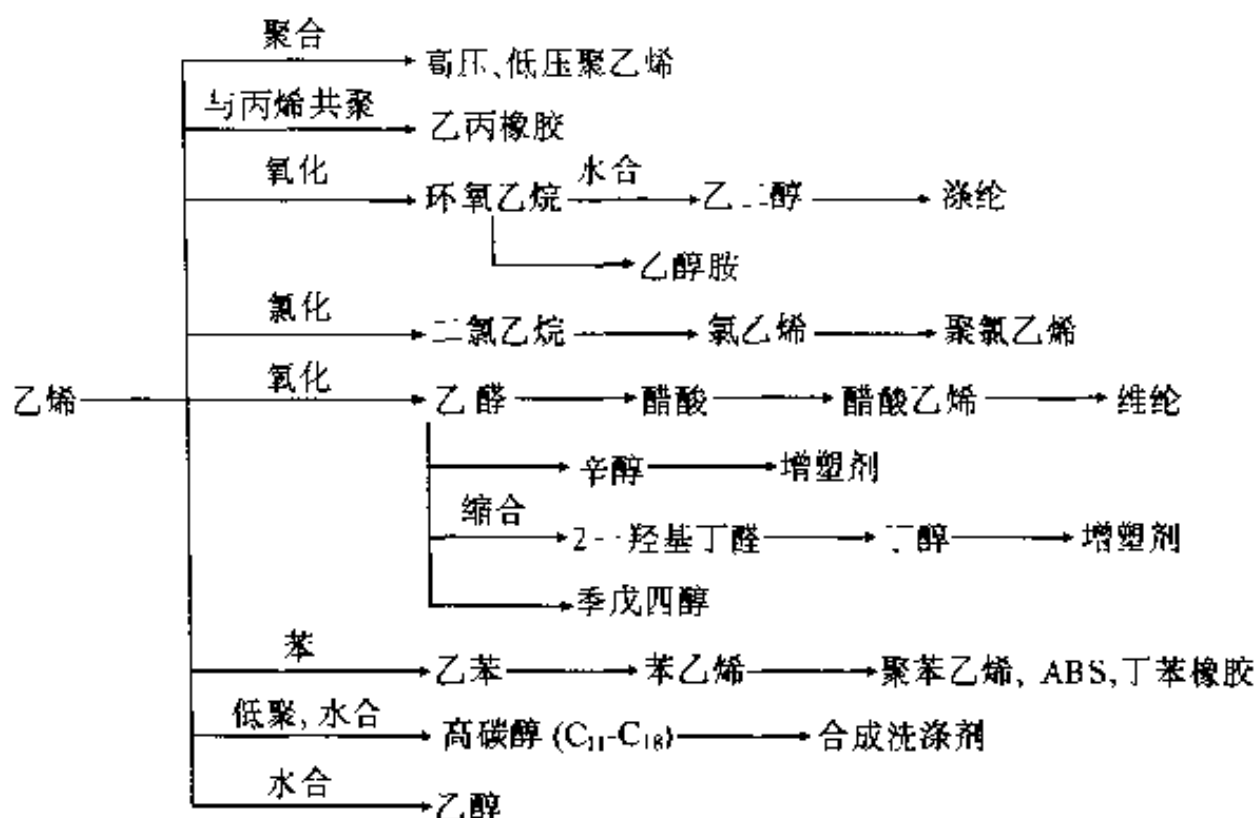 聚合
高压、低压聚乙烯
与丙烯共聚
乙丙橡胶
氧化
环氧乙烷
水合
乙二醇
涤纶
乙醇胺
氯化
二氯乙烷
氯乙烯
聚氯乙烯
乙烯
氧化
乙醛
醋酸
醋酸乙烯
维纶
辛醇
增塑剂
缩合
2-羟基丁醛
丁醇
增塑剂
季戊四醇
苯
乙苯
苯乙烯
聚苯乙烯, ABS,丁苯橡胶
低聚, 水合
高碳醇 (C₁₁-C₁₈)
合成洗涤剂
水合
乙醇